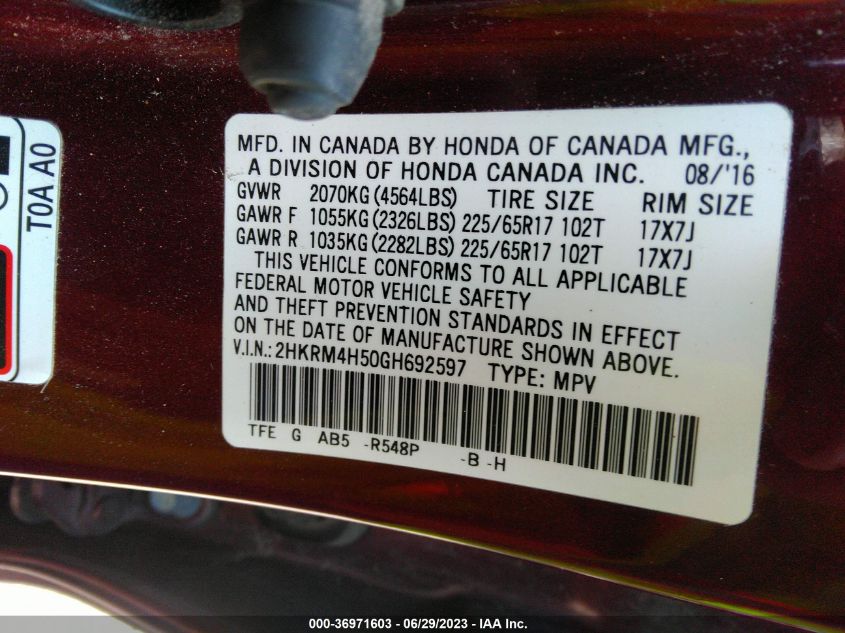 MFD. IN CANADA BY HONDA OF CANADA MFG.,
A DIVISION OF HONDA CANADA INC. 08/'16
GVWR 2070KG (4564LBS) TIRE SIZE RIM SIZE
GAWR F 1055KG (2326LBS) 225/65R17 102T 17X7J
GAWR R 1035KG (2282LBS) 225/65R17 102T 17X7J
THIS VEHICLE CONFORMS TO ALL APPLICABLE
FEDERAL MOTOR VEHICLE SAFETY
AND THEFT PREVENTION STANDARDS IN EFFECT
ON THE DATE OF MANUFACTURE SHOWN ABOVE.
V.I.N.: 2HKRM4H50GH692597 TYPE: MPV
TFE G AB5 -R548P -B -H
T0A A0
000-36971603 - 06/29/2023 - IAA Inc.